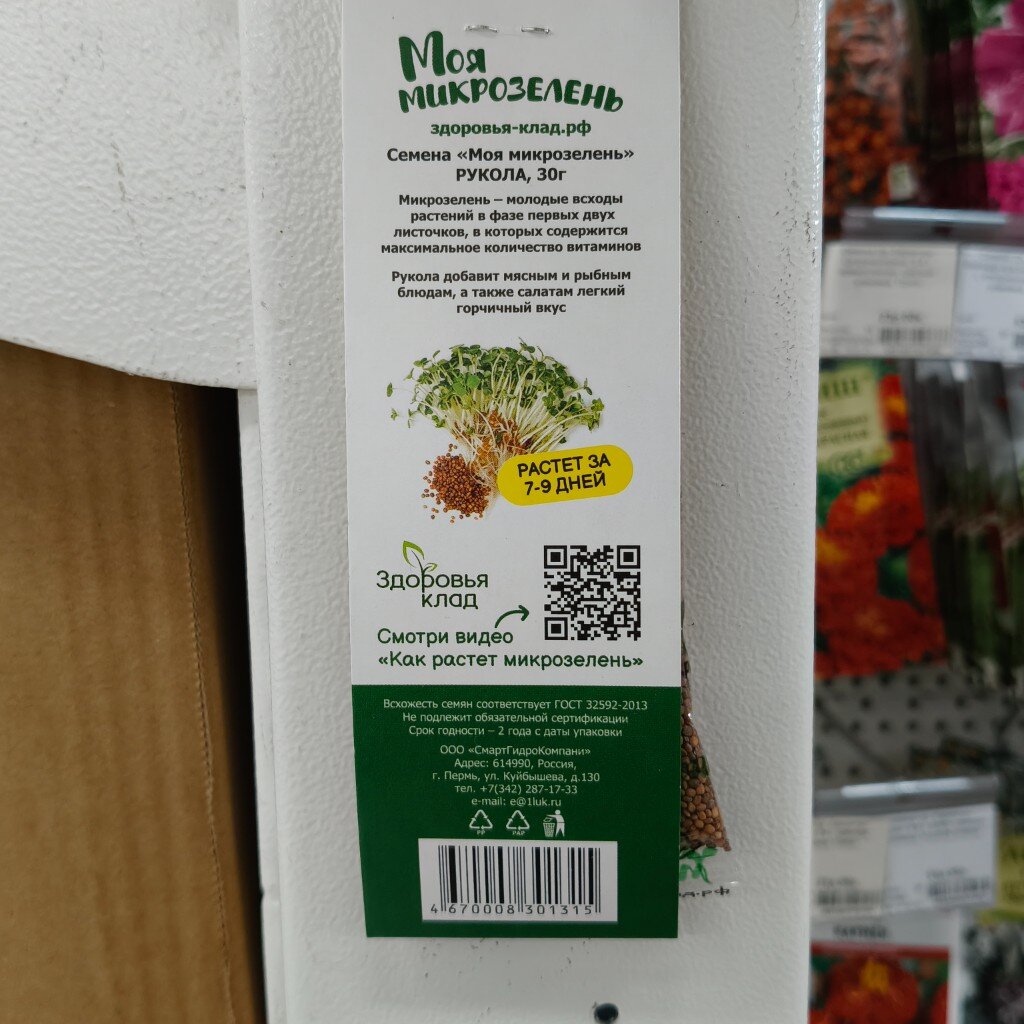 Моя
микрозелень
здоровья-клад.рф
Семена «Моя микрозелень»
РУКОЛА, 30г
Микрозелень – молодые всходы
растений в фазе первых двух
листочков, в которых содержится
максимальное количество витаминов
Рукола добавит мясным и рыбным
блюдам, а также салатам легкий
горчичный вкус
РАСТЕТ ЗА
7-9 ДНЕЙ
Здоровья
клад
Смотри видео
«Как растет микрозелень»
Всхожесть семян соответствует ГОСТ 32592-2013
Не подлежит обязательной сертификации
Срок годности – 2 года с даты упаковки
ООО «СмартГидроКомпани»
Адрес: 614990, Россия,
г. Пермь, ул. Куйбышева, д.130
тел. +7(342) 287-17-33
e-mail: e@1luk.ru
PP PAP
4 670008 301315